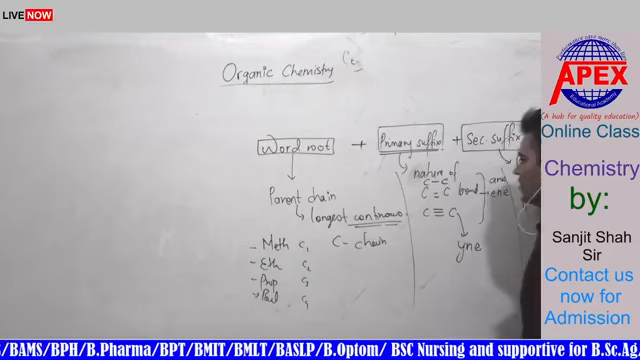 LIVE NOW
Organic Chemistry
Word root + Primary suffix + Sec. suffix
Parent chain
longest continous
C - chain
- Meth C1
- Eth C2
- Prop C3
C4
nature of
C - C
C = C bond
C ≡ C
ane
ene
yne
APEX
Educational Academy
(A hub for quality education)
Online Class
Chemistry
by:
Sanjit Shah
Sir
Contact us
now for
Admission
/BAMS/BPH/B.Pharma/BPT/BMIT/BMLT/BASLP/B.Optom/ BSC Nursing and supportive for B.Sc.Ag